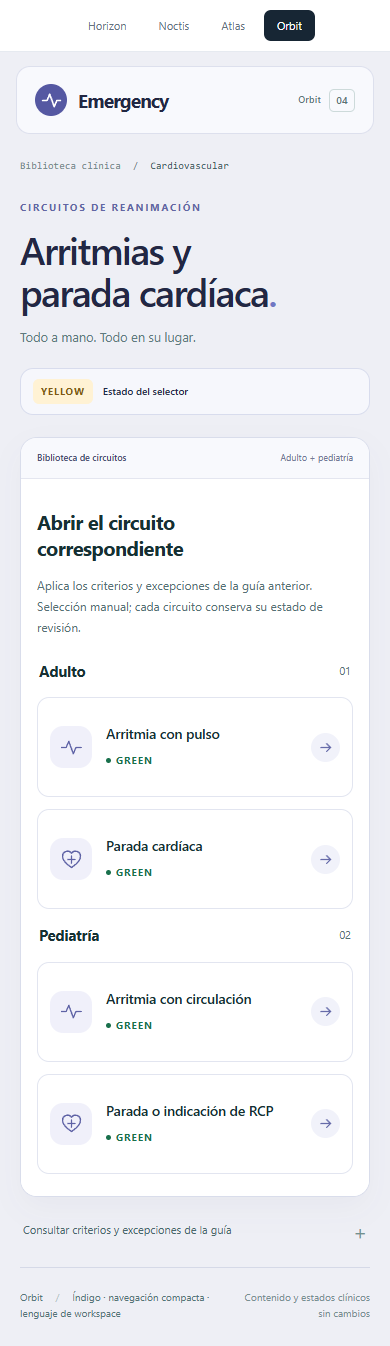 Horizon Noctis Atlas Orbit
Emergency Orbit 04
Biblioteca clínica / Cardiovascular
CIRCUITOS DE REANIMACIÓN
Arritmias y
parada cardíaca.
Todo a mano. Todo en su lugar.
YELLOW Estado del selector
Biblioteca de circuitos Adulto + pediatría
Abrir el circuito
correspondiente
Aplica los criterios y excepciones de la guía anterior.
Selección manual; cada circuito conserva su estado de
revisión.
Adulto 01
Arritmia con pulso
GREEN
Parada cardíaca
GREEN
Pediatría 02
Arritmia con circulación
GREEN
Parada o indicación de RCP
GREEN
Consultar criterios y excepciones de la guía +
Orbit / Índigo · navegación compacta ·
lenguaje de workspace
Contenido y estados clínicos
sin cambios